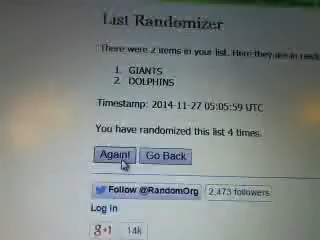 List Randomizer
There were 2 items in your list. Here they are in
1. GIANTS
2. DOLPHINS
Timestamp: 2014-11-27 05:05:59 UTC
You have randomized this list 4 times.
Again! Go Back
Follow @RandomOrg 2,473 followers
Log in
g+1 14k